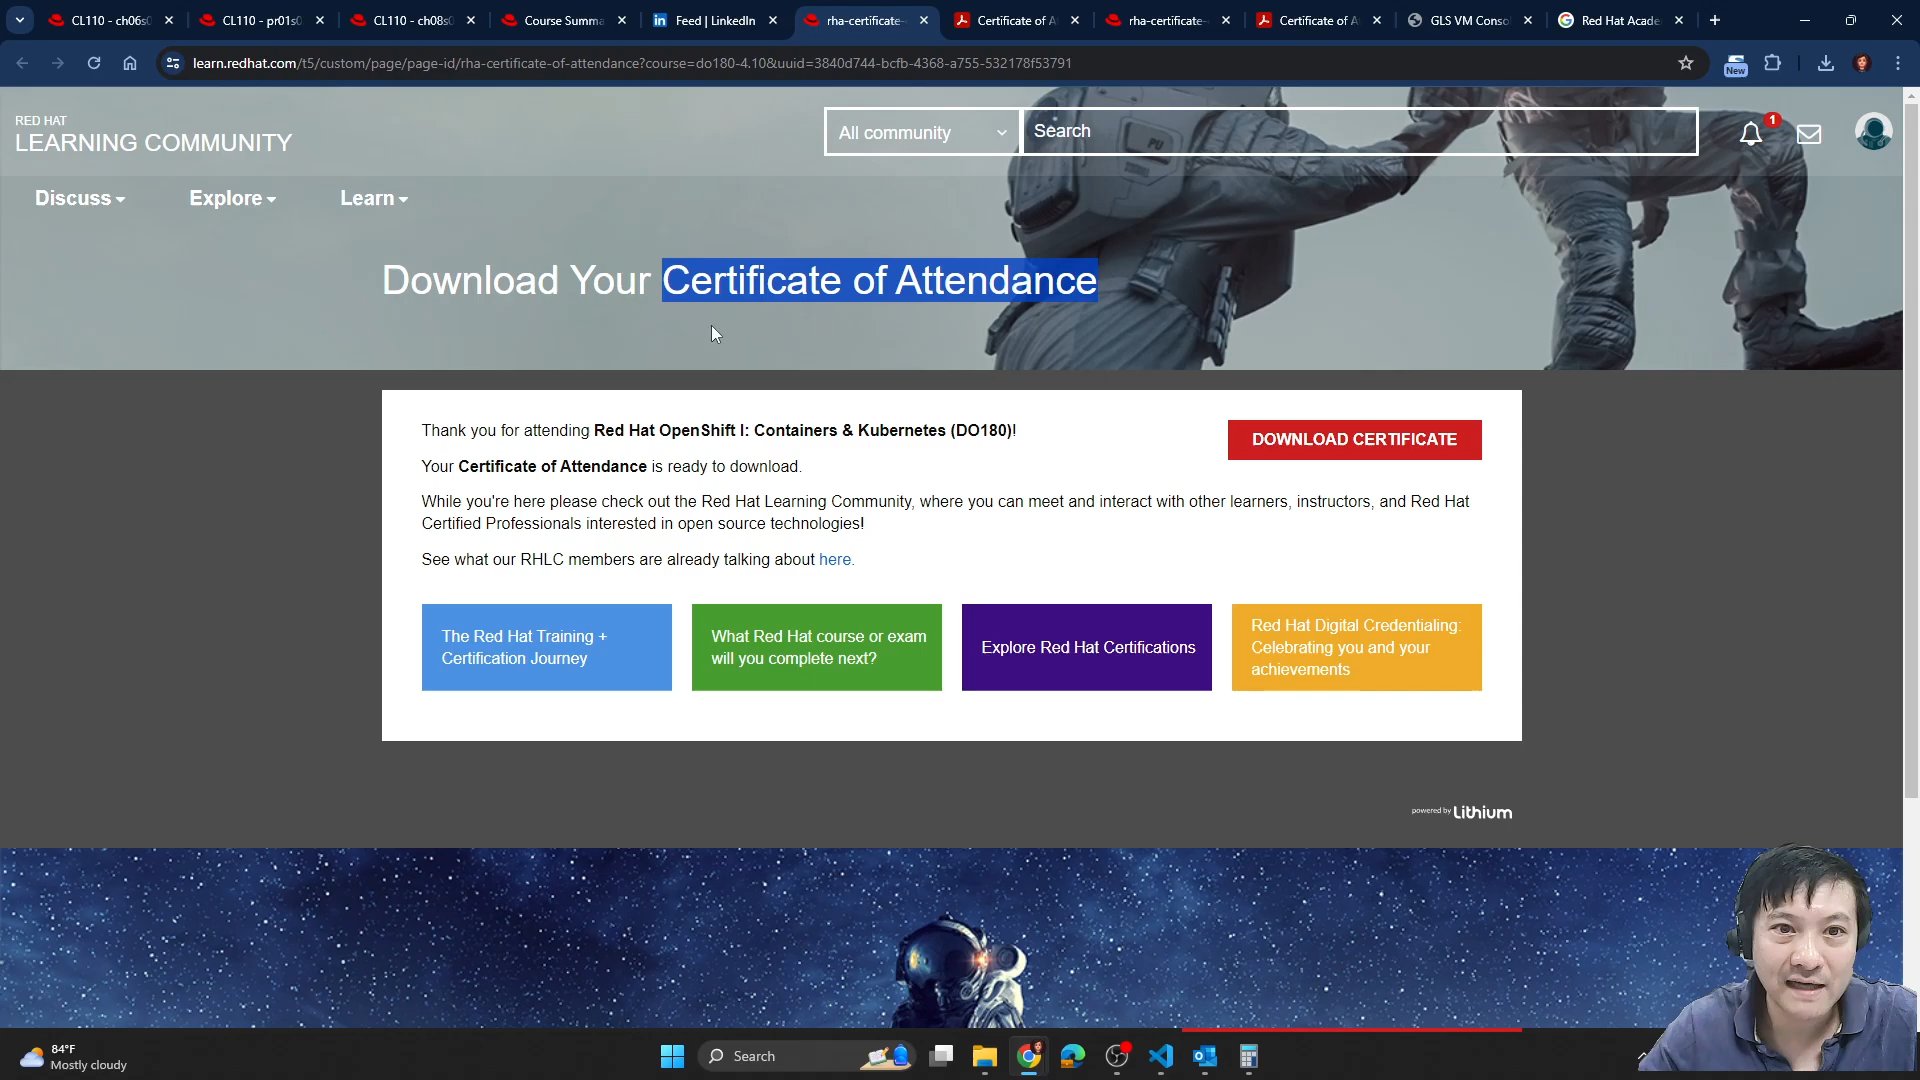 CL110 - ch06s0
CL110 - pr01s0
CL110 - ch08s0
Course Summa
Feed | LinkedIn
rha-certificate-
Certificate of A
rha-certificate-
Certificate of A
GLS VM Conso
Red Hat Acade
learn.redhat.com/t5/custom/page/page-id/rha-certificate-of-attendance?course=do180-4.10&uuid=3840d744-bcfb-4368-a755-532178f53791
New
RED HAT
LEARNING COMMUNITY
All community
Search
1
Discuss
Explore
Learn
Download Your Certificate of Attendance
Thank you for attending Red Hat OpenShift I: Containers & Kubernetes (DO180)!
DOWNLOAD CERTIFICATE
Your Certificate of Attendance is ready to download.
While you're here please check out the Red Hat Learning Community, where you can meet and interact with other learners, instructors, and Red Hat
Certified Professionals interested in open source technologies!
See what our RHLC members are already talking about here.
The Red Hat Training +
Certification Journey
What Red Hat course or exam
will you complete next?
Explore Red Hat Certifications
Red Hat Digital Credentialing:
Celebrating you and your
achievements
powered by Lithium
84°F
Mostly cloudy
Search